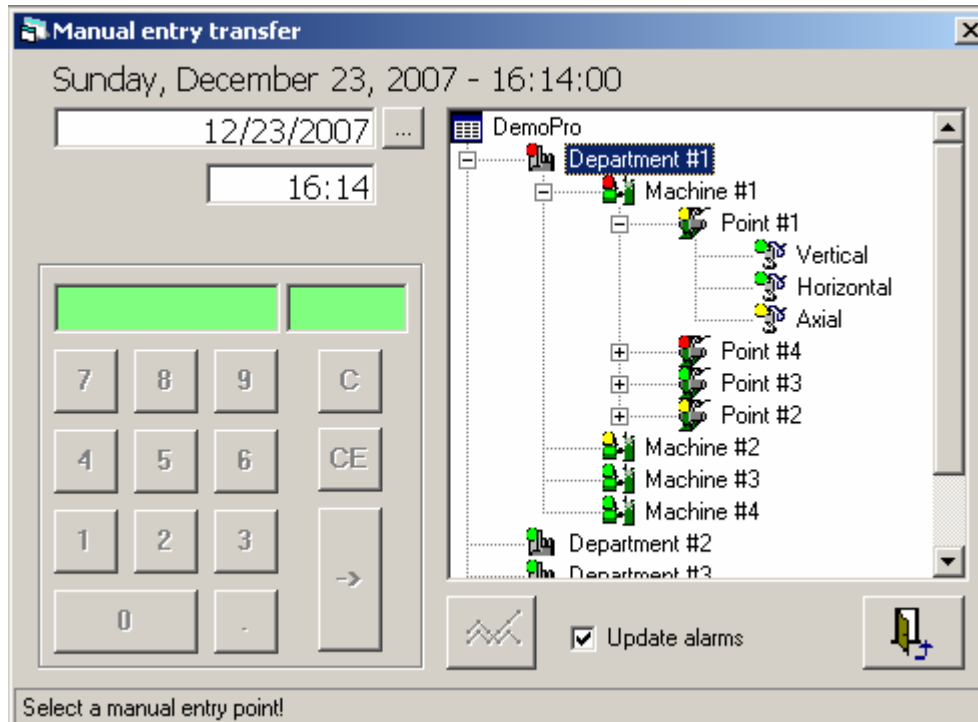 Manual entry transfer
Sunday, December 23, 2007 - 16:14:00
12/23/2007 ...
16:14
DemoPro
Department #1
Machine #1
Point #1
Vertical
Horizontal
Axial
Point #4
Point #3
Point #2
Machine #2
Machine #3
Machine #4
Department #2
Department #3
7 8 9 C
4 5 6 CE
1 2 3
0 . ->
Update alarms
Select a manual entry point!